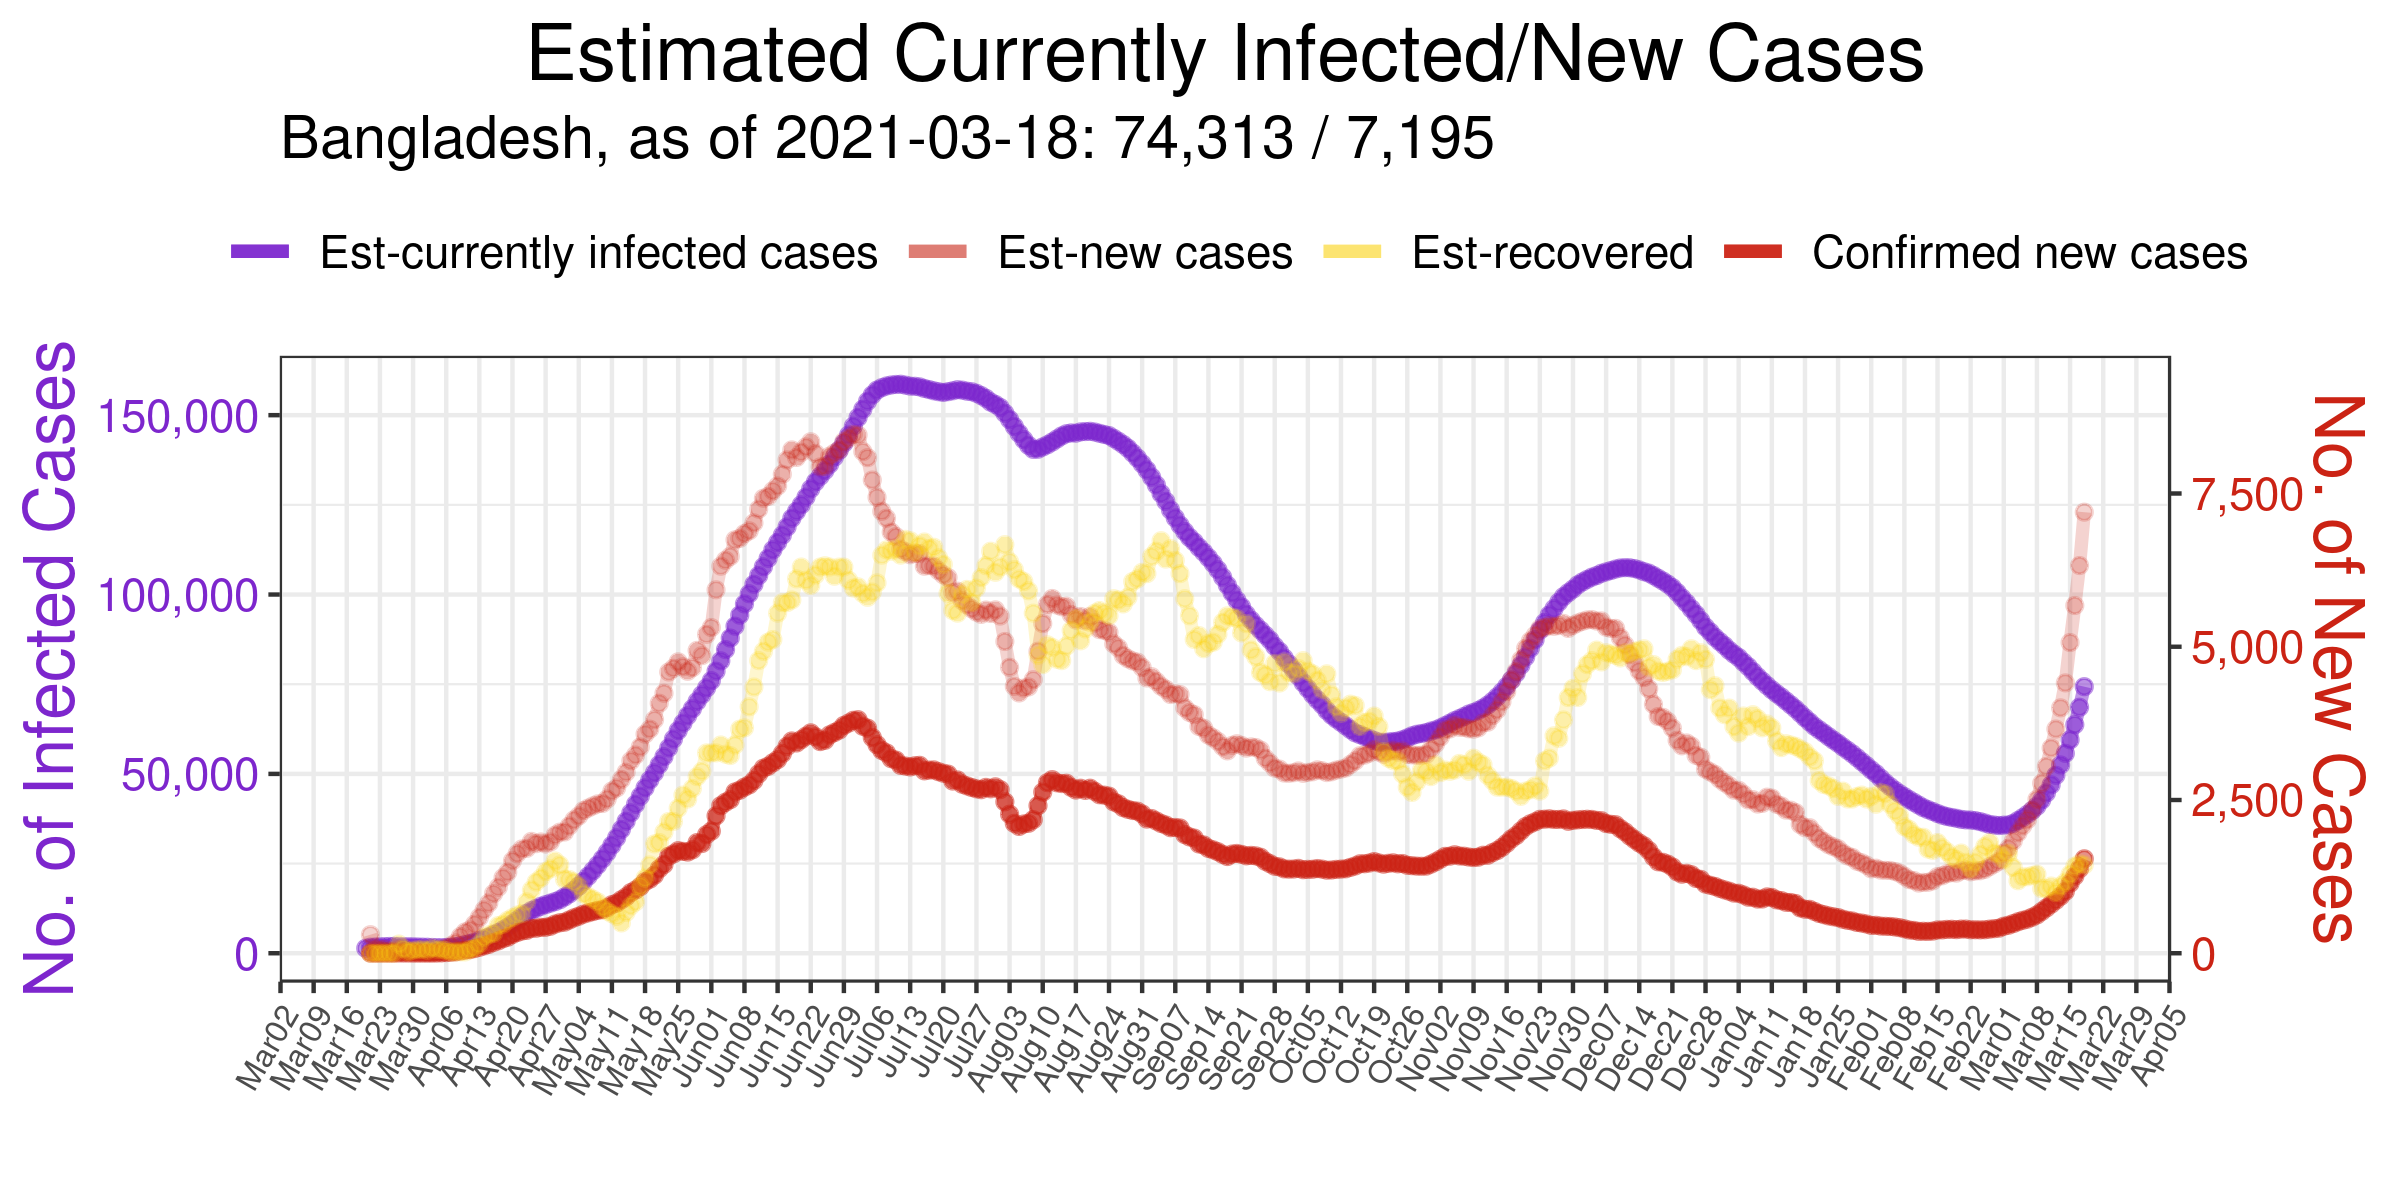 Estimated Currently Infected/New Cases
Bangladesh, as of 2021-03-18: 74,313 / 7,195
Est-currently infected cases
Est-new cases
Est-recovered
Confirmed new cases
No. of Infected Cases
150,000
100,000
50,000
0
No. of New Cases
7,500
5,000
2,500
0
Mar02
Mar09
Mar16
Mar23
Mar30
Apr06
Apr13
Apr20
Apr27
May04
May11
May18
May25
Jun01
Jun08
Jun15
Jun22
Jun29
Jul06
Jul13
Jul20
Jul27
Aug03
Aug10
Aug17
Aug24
Aug31
Sep07
Sep14
Sep21
Sep28
Oct05
Oct12
Oct19
Oct26
Nov02
Nov09
Nov16
Nov23
Nov30
Dec07
Dec14
Dec21
Dec28
Jan04
Jan11
Jan18
Jan25
Feb01
Feb08
Feb15
Feb22
Mar01
Mar08
Mar15
Mar22
Mar29
Apr05